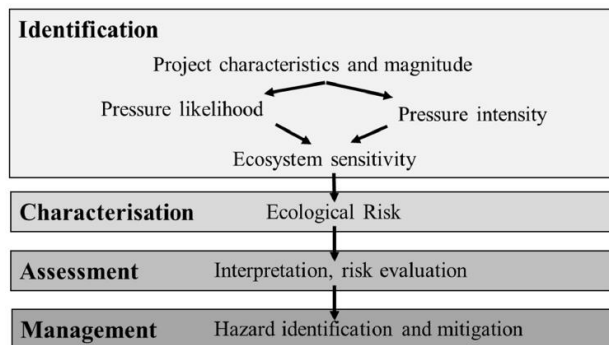 Identification
Project characteristics and magnitude
Pressure likelihood
Pressure intensity
Ecosystem sensitivity
Characterisation Ecological Risk
Assessment Interpretation, risk evaluation
Management Hazard identification and mitigation